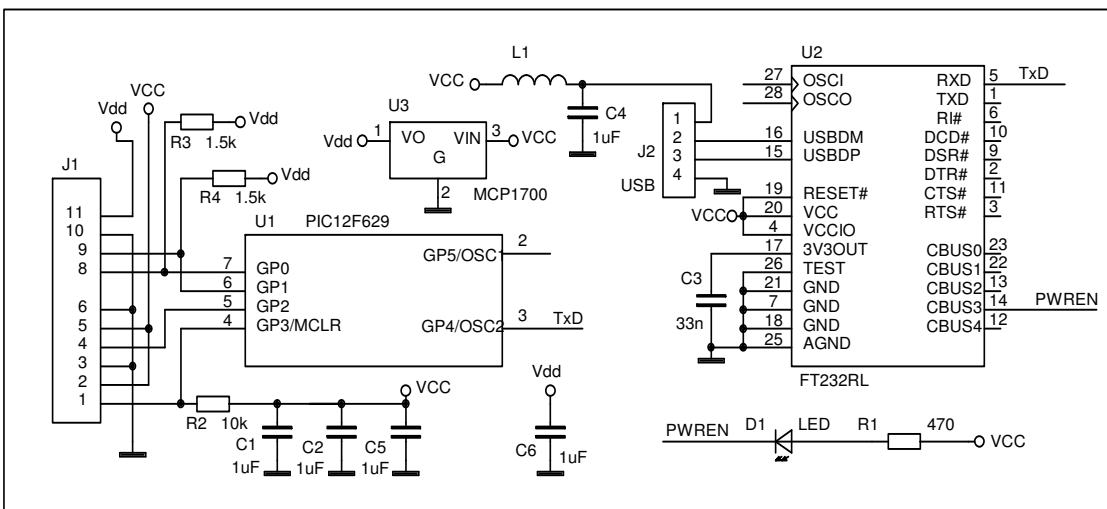 L1
VCC
C4
1uF
U3
Vdd
1
VO
VIN
3
VCC
G
2
MCP1700
J2
1
2
3
4
USB
U2
27
OSCI
28
OSCO
16
USBDM
15
USBDP
19
RESET#
20
VCC
VCC
4
VCCIO
17
3V3OUT
26
TEST
21
GND
7
GND
18
GND
25
AGND
RXD
5
TxD
TXD
1
RI#
6
DCD#
10
DSR#
9
DTR#
2
CTS#
11
RTS#
3
CBUS0
23
CBUS1
22
CBUS2
13
CBUS3
14
PWREN
CBUS4
12
FT232RL
C3
33n
Vdd
VCC
R3
1.5k
Vdd
R4
1.5k
Vdd
J1
11
10
9
8
6
5
4
3
2
1
U1
PIC12F629
7
GP0
6
GP1
5
GP2
4
GP3/MCLR
GP5/OSC1
2
GP4/OSC2
3
TxD
R2
10k
VCC
C1
1uF
C2
1uF
C5
1uF
Vdd
C6
1uF
PWREN
D1
LED
R1
470
VCC